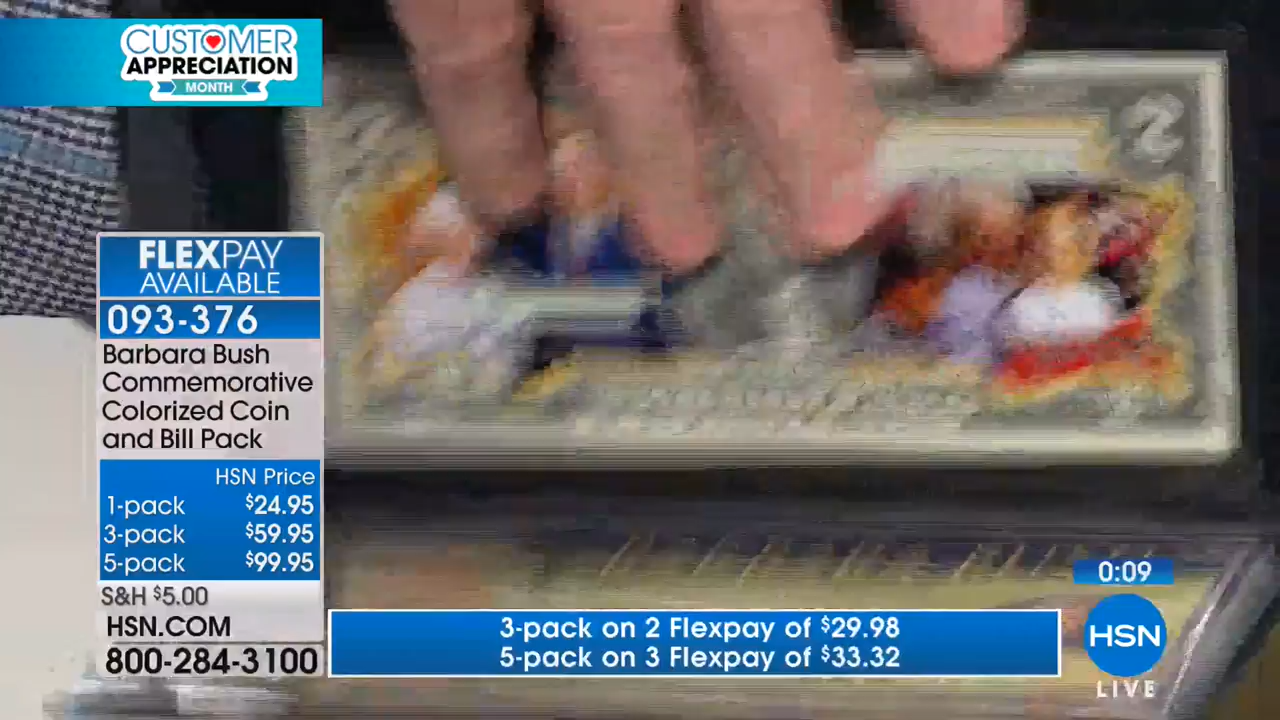 CUSTOMER
APPRECIATION
MONTH
2
FLEXPAY
AVAILABLE
093-376
Barbara Bush
Commemorative
Colorized Coin
and Bill Pack
HSN Price
1-pack $24.95
3-pack $59.95
5-pack $99.95
S&H $5.00
HSN.COM
800-284-3100
3-pack on 2 Flexpay of $29.98
5-pack on 3 Flexpay of $33.32
0:09
HSN
LIVE